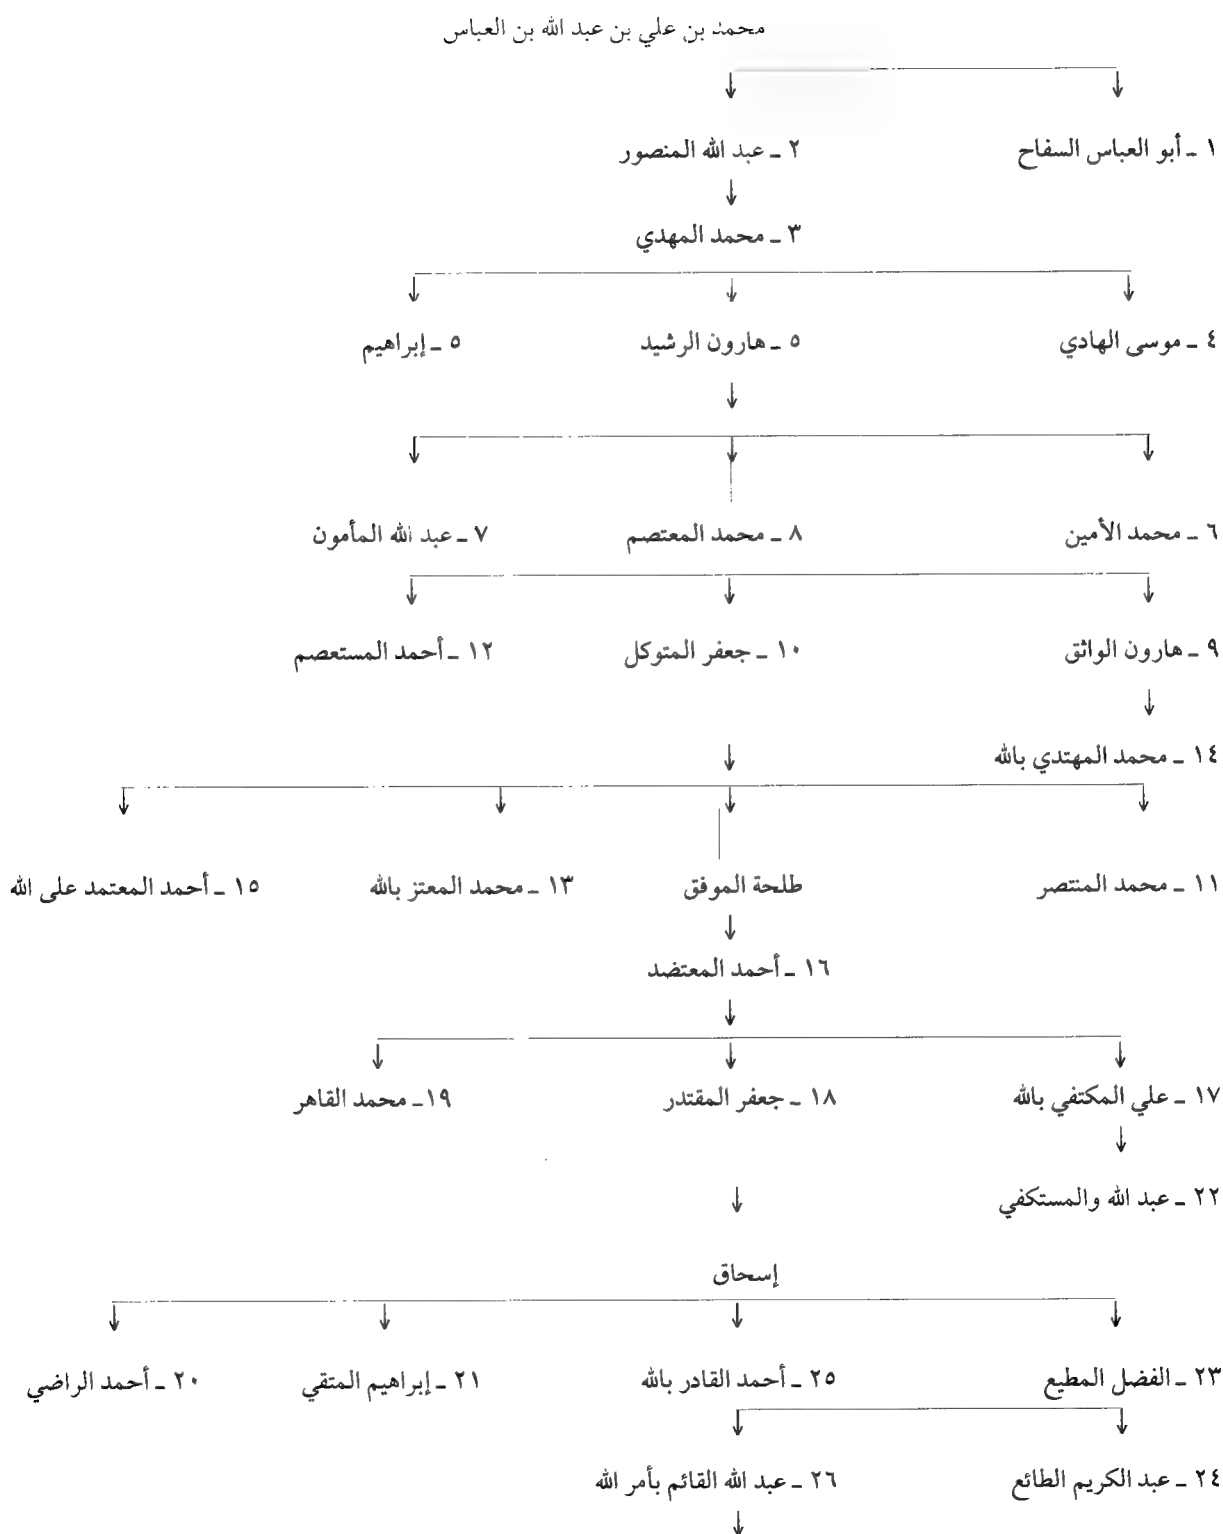 محمد بن علي بن عبد الله بن العباس
١ ـ أبو العباس السفاح ٢ ـ عبد الله المنصور
٣ ـ محمد المهدي
٤ ـ موسى الهادي ٥ ـ هارون الرشيد ٥ ـ إبراهيم
٦ ـ محمد الأمين ٨ ـ محمد المعتصم ٧ ـ عبد الله المأمون
٩ ـ هارون الواثق ١٠ ـ جعفر المتوكل ١٢ ـ أحمد المستعصم
١٤ ـ محمد المهتدي بالله
١١ ـ محمد المنتصر طلحة الموفق ١٣ ـ محمد المعتز بالله ١٥ ـ أحمد المعتمد على الله
١٦ ـ أحمد المعتضد
١٧ ـ علي المكتفي بالله ١٨ ـ جعفر المقتدر ١٩ـ محمد القاهر
٢٢ ـ عبد الله والمستكفي
إسحاق
٢٣ ـ الفضل المطيع ٢٥ ـ أحمد القادر بالله ٢١ ـ إبراهيم المتقي ٢٠ ـ أحمد الراضي
٢٤ ـ عبد الكريم الطائع ٢٦ ـ عبد الله القائم بأمر الله